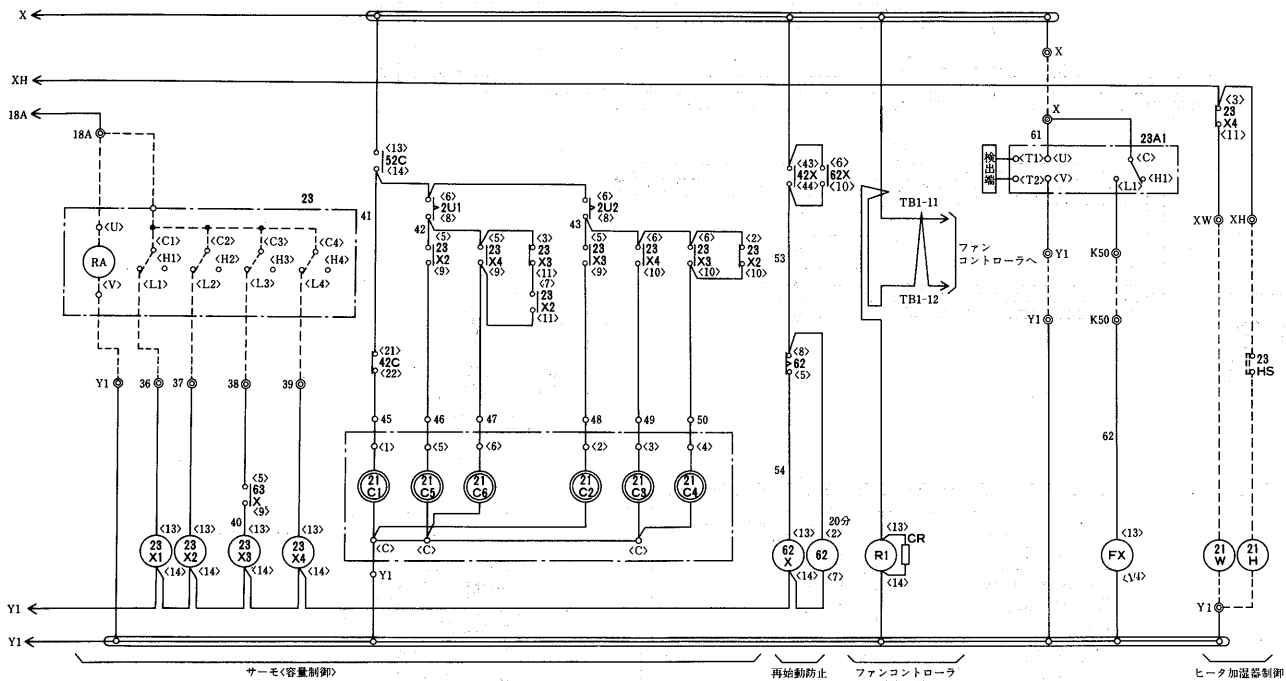 X
XH
18A
18A
23
<U>
RA
<V>
<C1>
<H1>
<L1>
<C2>
<H2>
<L2>
<C3>
<H3>
<L3>
<C4>
<H4>
<L4>
Y1
36
37
38
39
<5>
63
X
<9>
40
<13>
23
X1
<14>
<13>
23
X2
<14>
<13>
23
X3
<14>
<13>
23
X4
<14>
Y1
Y1
サーモ<容量制御>
<13>
52C
<14>
41
<21>
42C
<22>
45
<6>
2U1
<8>
42
<5>
23
X2
<9>
<5>
23
X4
<9>
<3>
23
X3
<11>
<7>
23
X2
<11>
46
47
<6>
2U2
<8>
43
<5>
23
X3
<9>
<6>
23
X4
<10>
<6>
23
X3
<10>
<2>
23
X2
<10>
48
49
50
<1>
<5>
<6>
<2>
<3>
<4>
21
C1
21
C5
21
C6
21
C2
21
C3
21
C4
<C>
<C>
<C>
Y1
<43>
42X
<44>
<6>
62X
<10>
53
<8>
62
<5>
54
20分
<13>
62
X
<14>
<2>
62
<7>
再始動防止
TB1-11
TB1-12
ファン
コントローラへ
<13>
R1
<14>
CR
ファンコントローラ
X
X
61
23A1
検出端
<T1>
<U>
<T2>
<V>
<C>
<L1>
<H1>
Y1
K50
Y1
K50
62
<13>
FX
<14>
<3>
23
X4
<11>
XW
XH
23
HS
21
W
21
H
Y1
ヒータ加湿器制御